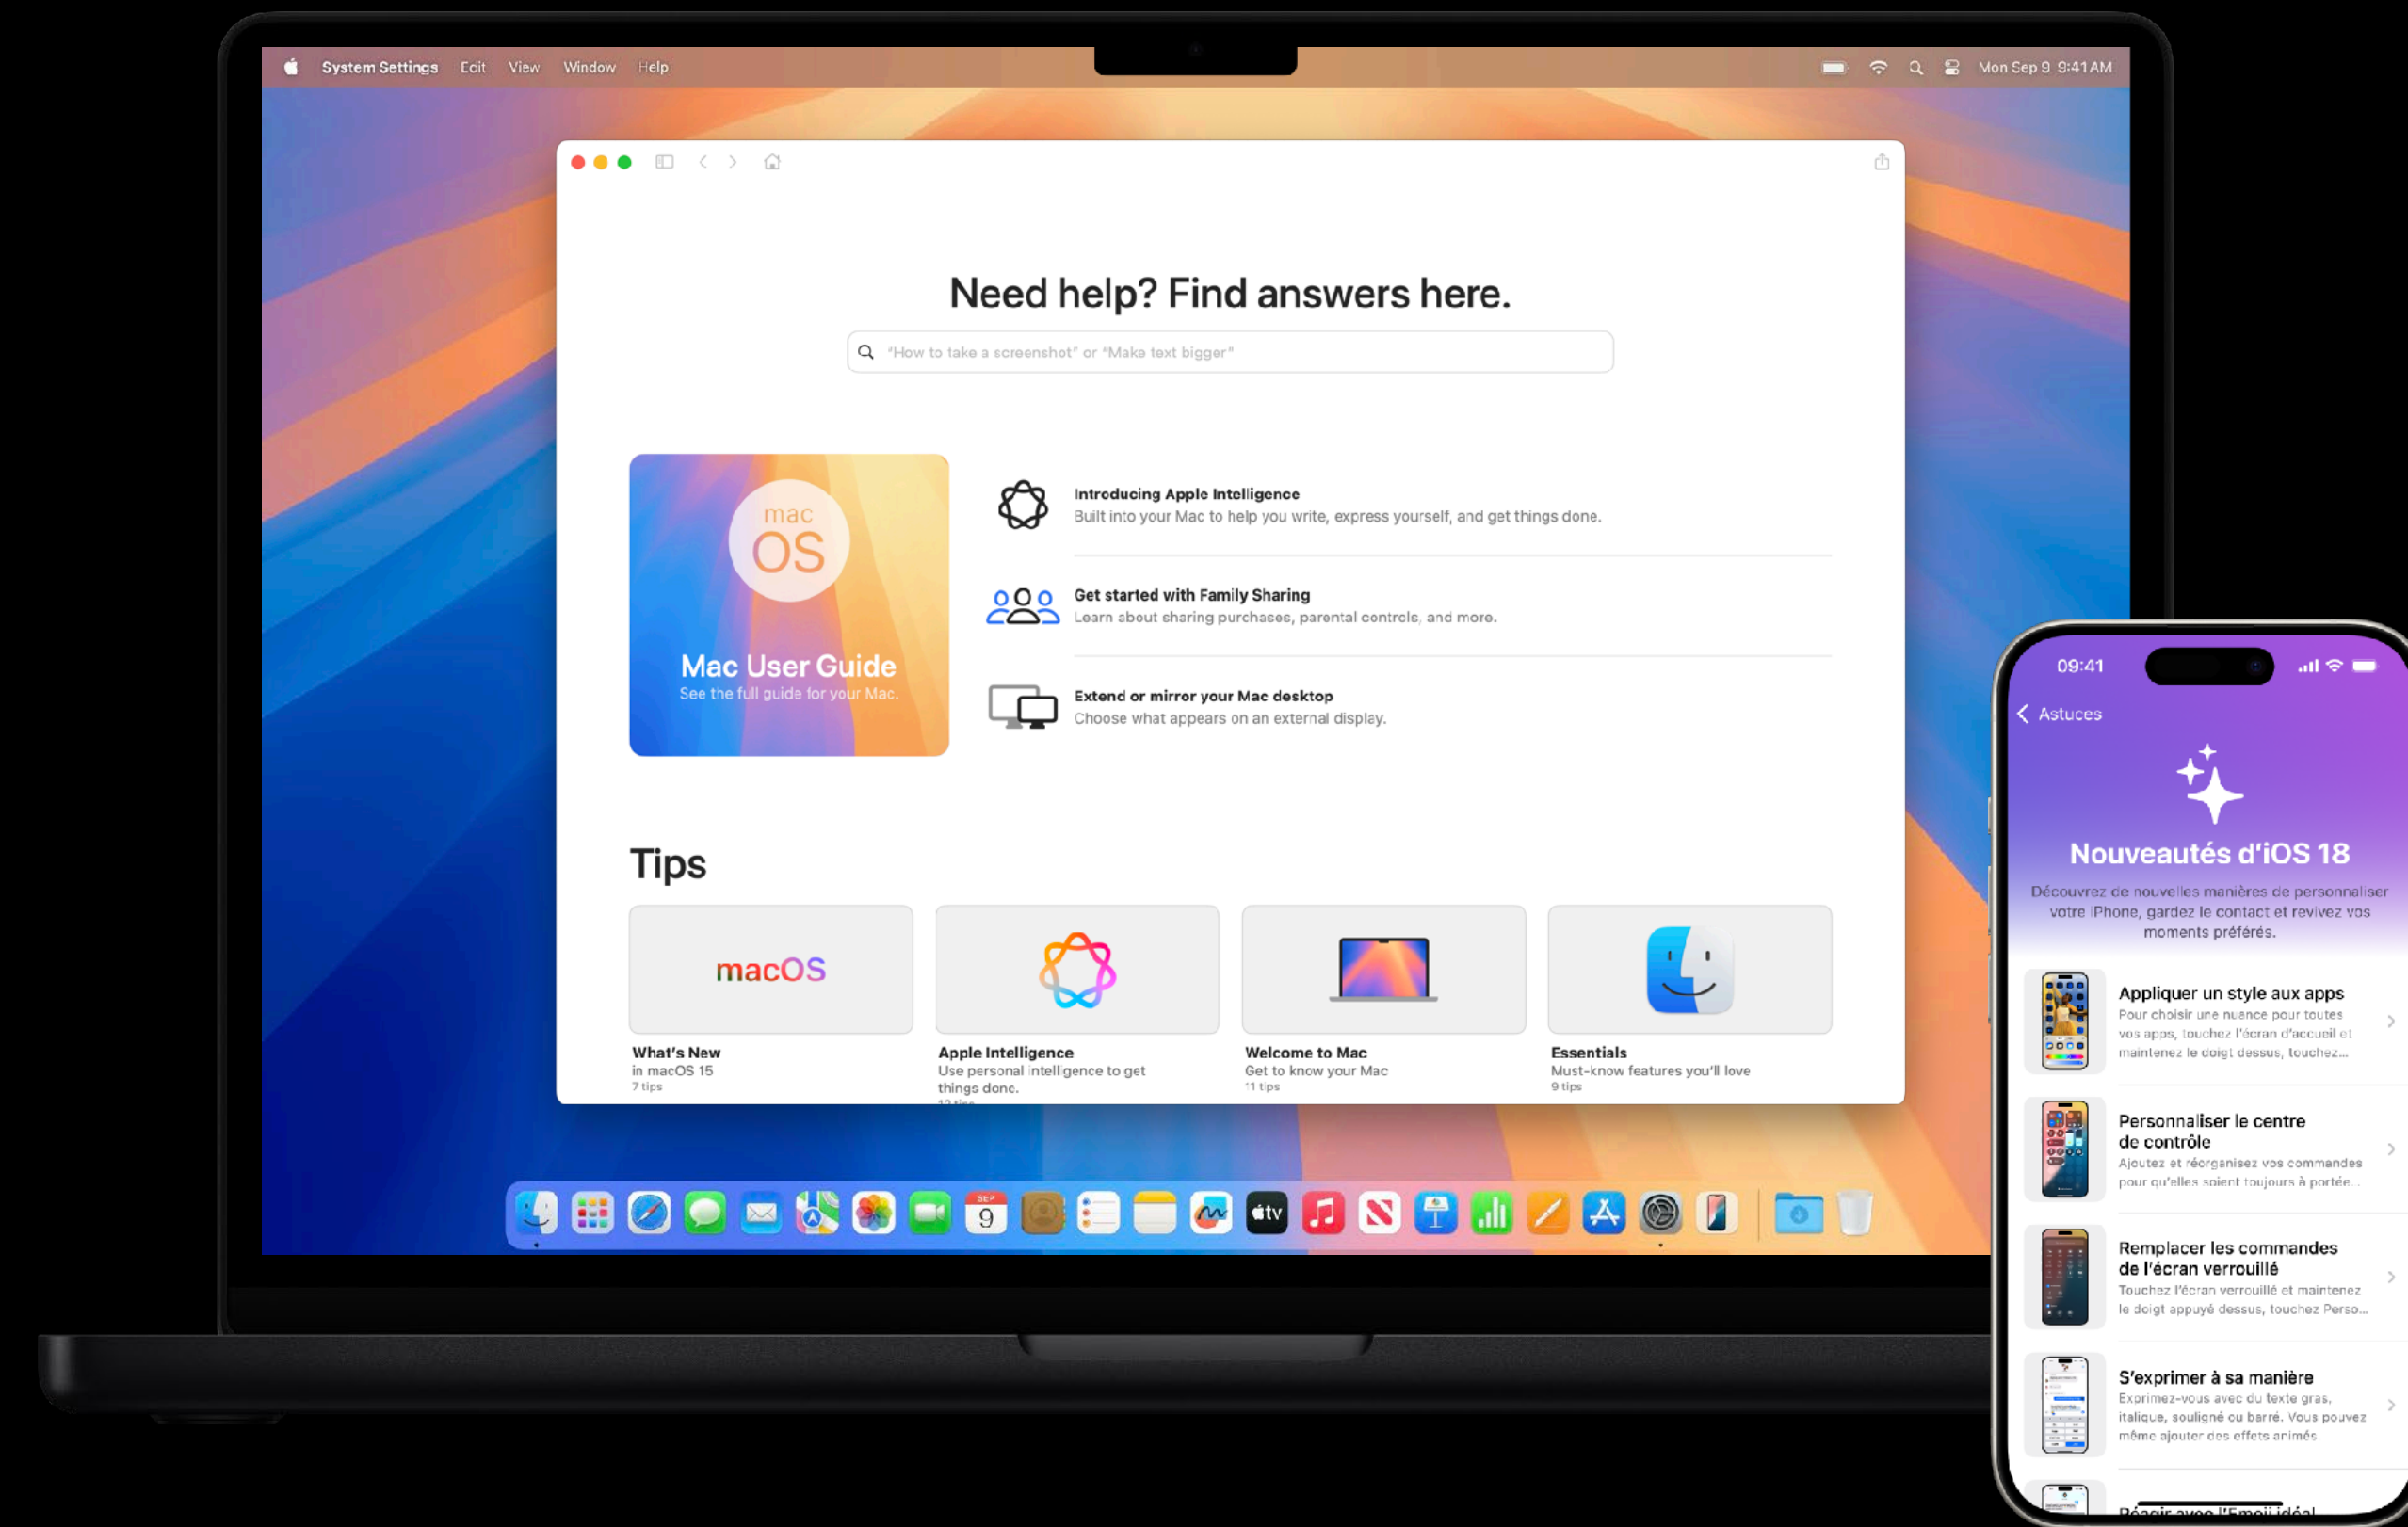 System Settings Edit View Window Help
Mon Sep 9 9:41 AM
Need help? Find answers here.
"How to take a screenshot" or "Make text bigger"
mac
OS
Mac User Guide
See the full guide for your Mac.
Introducing Apple Intelligence
Built into your Mac to help you write, express yourself, and get things done.
Get started with Family Sharing
Learn about sharing purchases, parental controls, and more.
Extend or mirror your Mac desktop
Choose what appears on an external display.
Tips
macOS
What's New
in macOS 15
7 tips
Apple Intelligence
Use personal intelligence to get
things done.
Welcome to Mac
Get to know your Mac
11 tips
Essentials
Must-know features you'll love
9 tips
SEP
9
tv
09:41
Astuces
Nouveautés d'iOS 18
Découvrez de nouvelles manières de personnaliser
votre iPhone, gardez le contact et revivez vos
moments préférés.
Appliquer un style aux apps
Pour choisir une nuance pour toutes
vos apps, touchez l'écran d'accueil et
maintenez le doigt dessus, touchez...
Personnaliser le centre
de contrôle
Ajoutez et réorganisez vos commandes
pour qu'elles soient toujours à portée...
Remplacer les commandes
de l'écran verrouillé
Touchez l'écran verrouillé et maintenez
le doigt appuyé dessus, touchez Perso...
S'exprimer à sa manière
Exprimez-vous avec du texte gras,
italique, souligné ou barré. Vous pouvez
même ajouter des effets animés
Réagir avec l'Emoji idéal